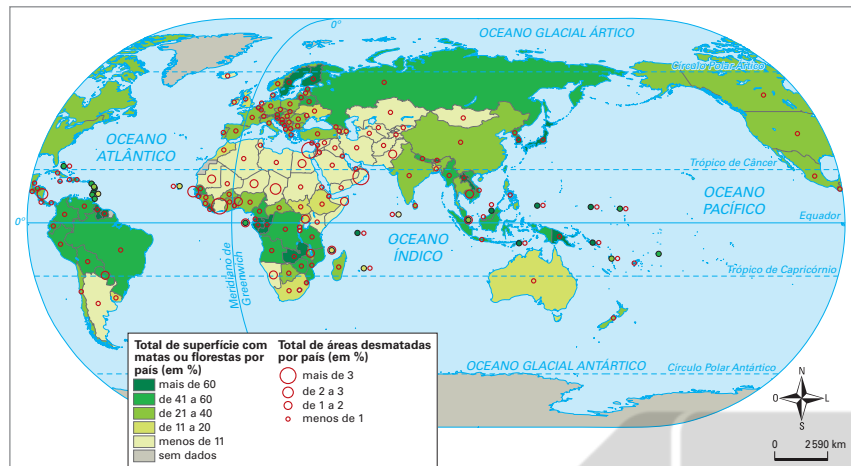 0°
OCEANO GLACIAL ÁRTICO
Círculo Polar Ártico
OCEANO
ATLÂNTICO
Trópico de Câncer
OCEANO
PACÍFICO
0°
Equador
OCEANO
ÍNDICO
Meridiano de
Greenwich
Trópico de Capricórnio
OCEANO GLACIAL ANTÁRTICO
Círculo Polar Antártico
Total de superfície com
matas ou florestas por
país (em %)
mais de 60
de 41 a 60
de 21 a 40
de 11 a 20
menos de 11
sem dados
Total de áreas desmatadas
por país (em %)
mais de 3
de 2 a 3
de 1 a 2
menos de 1
N
O
L
S
0
2 590 km